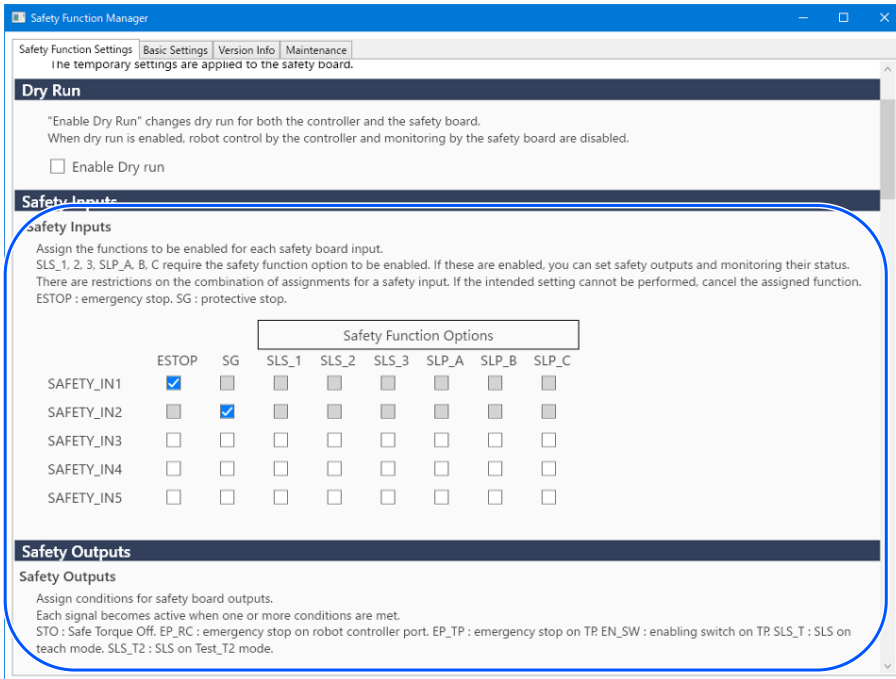 Safety Function Manager
Safety Function Settings Basic Settings Version Info Maintenance
The temporary settings are applied to the safety board.
Dry Run
"Enable Dry Run" changes dry run for both the controller and the safety board.
When dry run is enabled, robot control by the controller and monitoring by the safety board are disabled.
Enable Dry run
Safety Inputs
Safety Inputs
Assign the functions to be enabled for each safety board input.
SLS_1, 2, 3, SLP_A, B, C require the safety function option to be enabled. If these are enabled, you can set safety outputs and monitoring their status.
There are restrictions on the combination of assignments for a safety input. If the intended setting cannot be performed, cancel the assigned function.
ESTOP : emergency stop. SG : protective stop.
Safety Function Options
ESTOP SG SLS_1 SLS_2 SLS_3 SLP_A SLP_B SLP_C
SAFETY_IN1
SAFETY_IN2
SAFETY_IN3
SAFETY_IN4
SAFETY_IN5
Safety Outputs
Safety Outputs
Assign conditions for safety board outputs.
Each signal becomes active when one or more conditions are met.
STO : Safe Torque Off. EP_RC : emergency stop on robot controller port. EP_TP : emergency stop on TP. EN_SW : enabling switch on TP. SLS_T : SLS on
teach mode. SLS_T2 : SLS on Test_T2 mode.